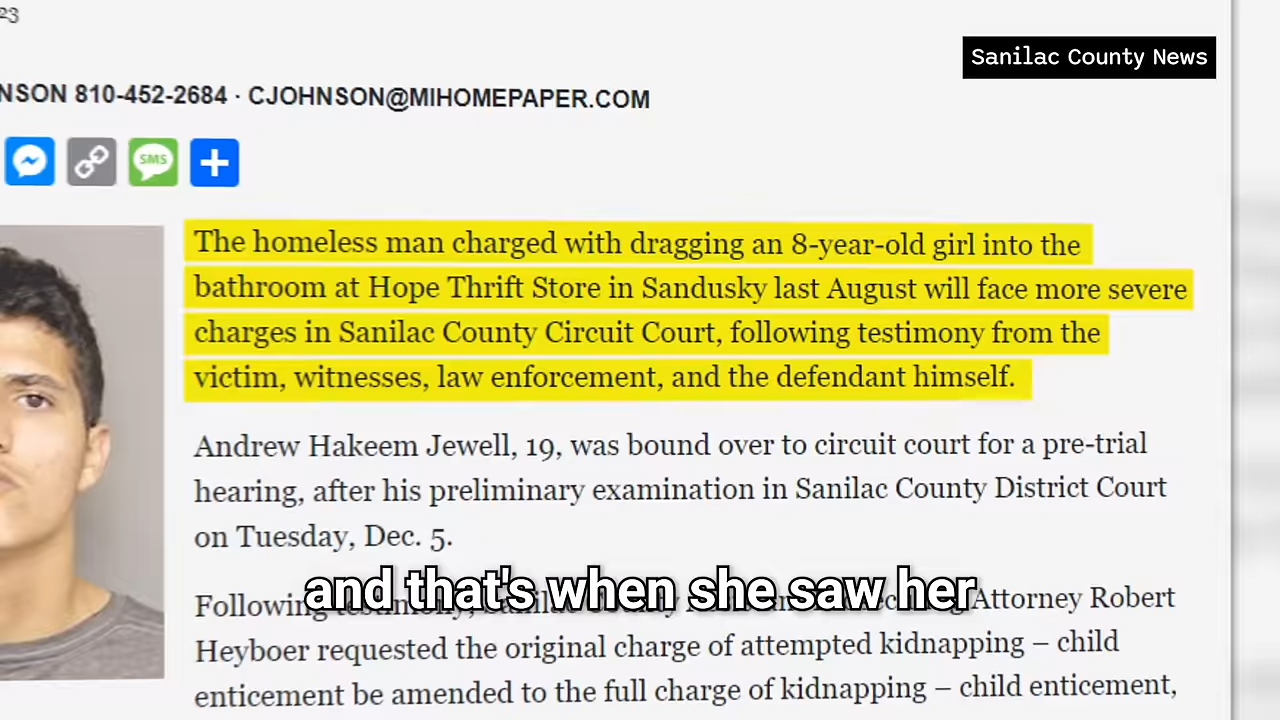 23
Sanilac County News
NSON 810-452-2684 · CJOHNSON@MIHOMEPAPER.COM
SMS
The homeless man charged with dragging an 8-year-old girl into the
bathroom at Hope Thrift Store in Sandusky last August will face more severe
charges in Sanilac County Circuit Court, following testimony from the
victim, witnesses, law enforcement, and the defendant himself.
Andrew Hakeem Jewell, 19, was bound over to circuit court for a pre-trial
hearing, after his preliminary examination in Sanilac County District Court
on Tuesday, Dec. 5.
and that's when she saw her
Following testimony, Sanilac County Attorney Robert
Heyboer requested the original charge of attempted kidnapping – child
enticement be amended to the full charge of kidnapping – child enticement,